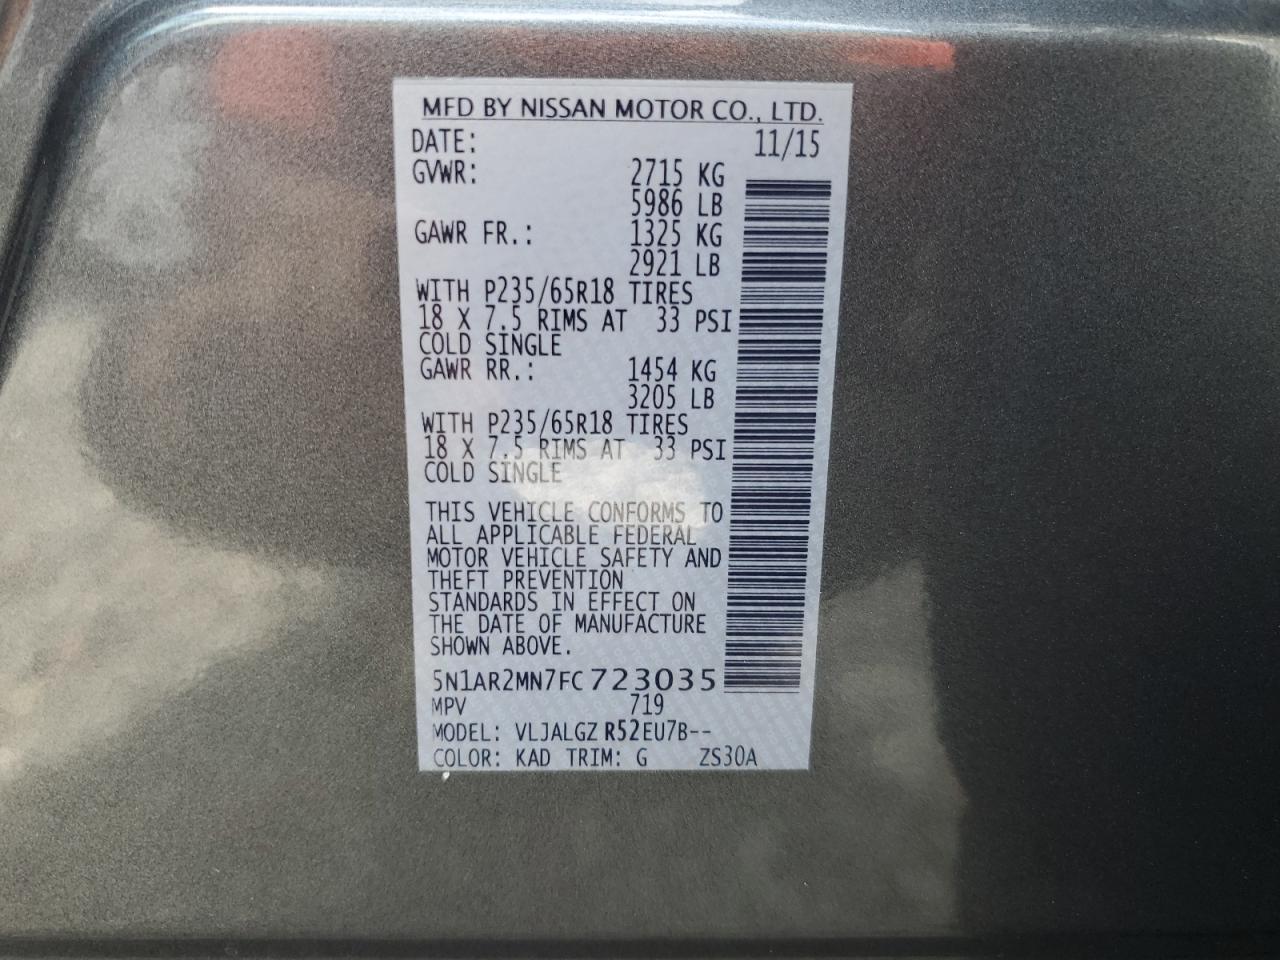 MFD BY NISSAN MOTOR CO., LTD.
DATE: 11/15
GVWR: 2715 KG
5986 LB
GAWR FR.: 1325 KG
2921 LB
WITH P235/65R18 TIRES
18 X 7.5 RIMS AT 33 PSI
COLD SINGLE
GAWR RR.: 1454 KG
3205 LB
WITH P235/65R18 TIRES
18 X 7.5 RIMS AT 33 PSI
COLD SINGLE
THIS VEHICLE CONFORMS TO
ALL APPLICABLE FEDERAL
MOTOR VEHICLE SAFETY AND
THEFT PREVENTION
STANDARDS IN EFFECT ON
THE DATE OF MANUFACTURE
SHOWN ABOVE.
5N1AR2MN7FC723035
MPV 719
MODEL: VLJALGZ R52EU7B--
COLOR: KAD TRIM: G ZS30A